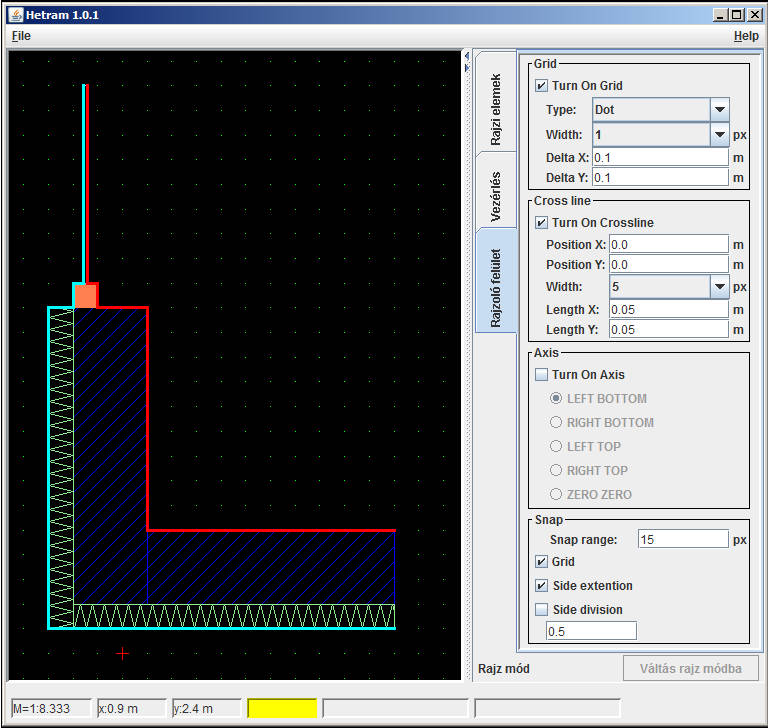 Hetram 1.0.1
File Help
Grid
Turn On Grid
Type: Dot
Width: 1 px
Delta X: 0.1 m
Delta Y: 0.1 m
Cross line
Turn On Crossline
Position X: 0.0 m
Position Y: 0.0 m
Width: 5 px
Length X: 0.05 m
Length Y: 0.05 m
Axis
Turn On Axis
LEFT BOTTOM
RIGHT BOTTOM
LEFT TOP
RIGHT TOP
ZERO ZERO
Snap
Snap range: 15 px
Grid
Side extention
Side division
0.5
Rajzi elemek
Vezérlés
Rajzoló felület
Rajz mód
Váltás rajz módba
M=1:8.333 x:0.9 m y:2.4 m